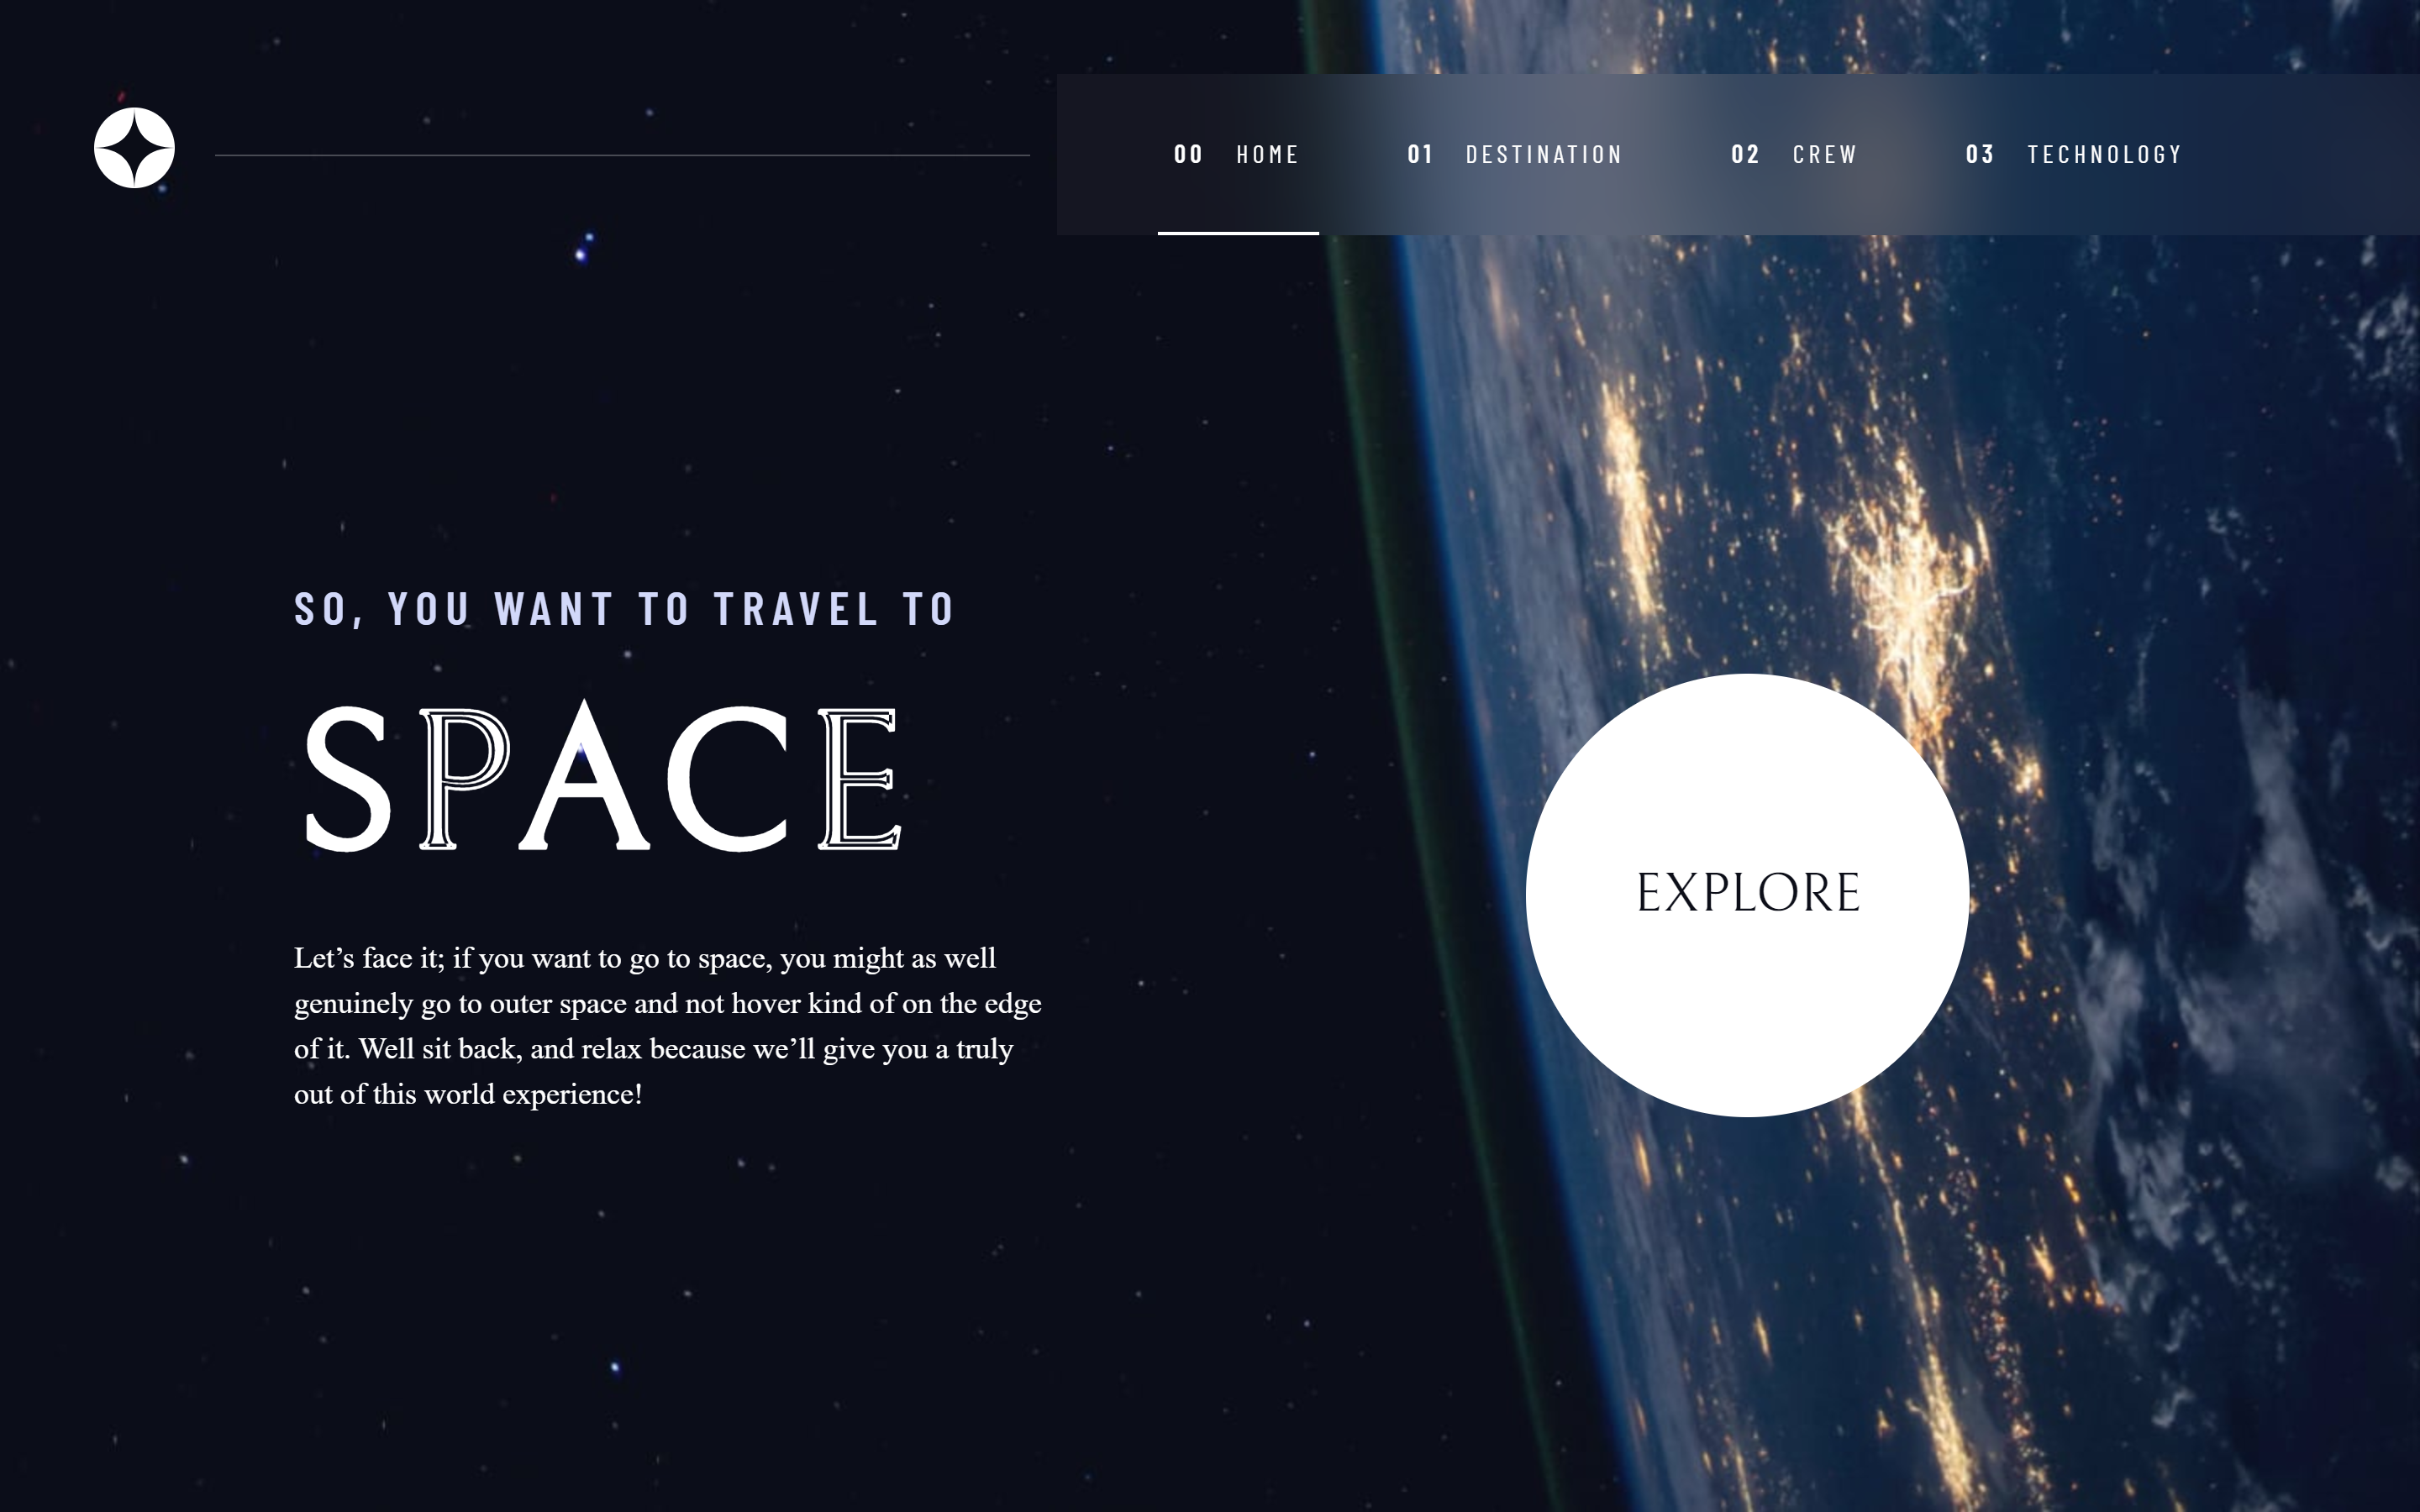 00 HOME 01 DESTINATION 02 CREW 03 TECHNOLOGY
SO, YOU WANT TO TRAVEL TO
SPACE
Let’s face it; if you want to go to space, you might as well
genuinely go to outer space and not hover kind of on the edge
of it. Well sit back, and relax because we’ll give you a truly
out of this world experience!
EXPLORE